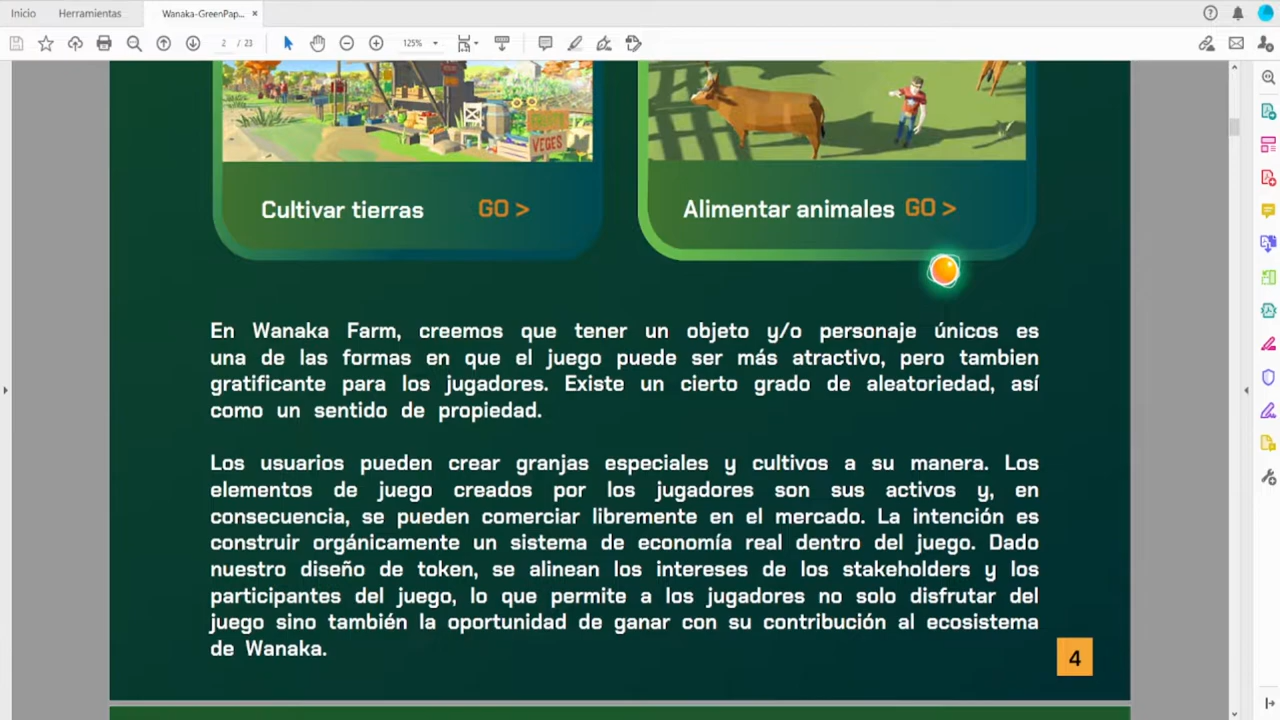 Inicio
Herramientas
Wanaka-GreenPap...
×
2 / 23
125%
VEGES
Cultivar tierras
GO >
Alimentar animales
GO >
En Wanaka Farm, creemos que tener un objeto y/o personaje únicos es
una de las formas en que el juego puede ser más atractivo, pero tambien
gratificante para los jugadores. Existe un cierto grado de aleatoriedad, así
como un sentido de propiedad.
Los usuarios pueden crear granjas especiales y cultivos a su manera. Los
elementos de juego creados por los jugadores son sus activos y, en
consecuencia, se pueden comerciar libremente en el mercado. La intención es
construir orgánicamente un sistema de economía real dentro del juego. Dado
nuestro diseño de token, se alinean los intereses de los stakeholders y los
participantes del juego, lo que permite a los jugadores no solo disfrutar del
juego sino también la oportunidad de ganar con su contribución al ecosistema
de Wanaka.
4